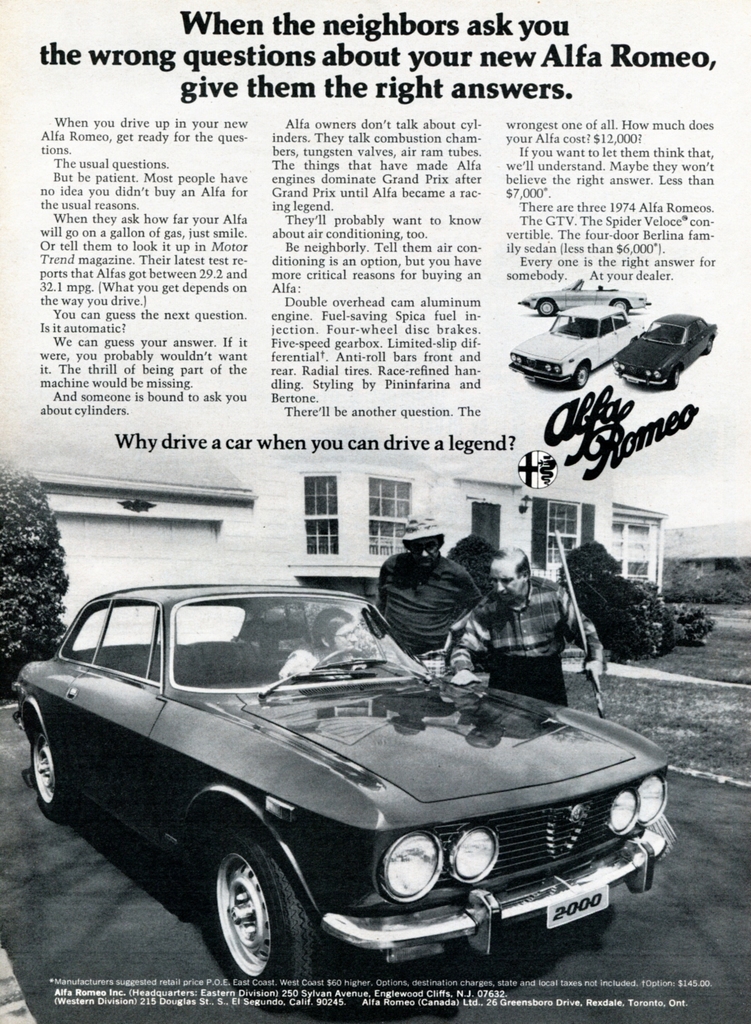 When the neighbors ask you
the wrong questions about your new Alfa Romeo,
give them the right answers.
When you drive up in your new
Alfa Romeo, get ready for the ques-
tions.
The usual questions.
But be patient. Most people have
no idea you didn't buy an Alfa for
the usual reasons.
When they ask how far your Alfa
will go on a gallon of gas, just smile.
Or tell them to look it up in Motor
Trend magazine. Their latest test re-
ports that Alfas got between 29.2 and
32.1 mpg. (What you get depends on
the way you drive.)
You can guess the next question.
Is it automatic?
We can guess your answer. If it
were, you probably wouldn't want
it. The thrill of being part of the
machine would be missing.
And someone is bound to ask you
about cylinders.
Alfa owners don't talk about cyl-
inders. They talk combustion cham-
bers, tungsten valves, air ram tubes.
The things that have made Alfa
engines dominate Grand Prix after
Grand Prix until Alfa became a rac-
ing legend.
They'll probably want to know
about air conditioning, too.
Be neighborly. Tell them air con-
ditioning is an option, but you have
more critical reasons for buying an
Alfa:
Double overhead cam aluminum
engine. Fuel-saving Spica fuel in-
jection. Four-wheel disc brakes.
Five-speed gearbox. Limited-slip dif-
ferential†. Anti-roll bars front and
rear. Radial tires. Race-refined han-
dling. Styling by Pininfarina and
Bertone.
There'll be another question. The
wrongest one of all. How much does
your Alfa cost? $12,000?
If you want to let them think that,
we'll understand. Maybe they won't
believe the right answer. Less than
$7,000*.
There are three 1974 Alfa Romeos.
The GTV. The Spider Veloce® con-
vertible. The four-door Berlina fam-
ily sedan (less than $6,000*).
Every one is the right answer for
somebody. At your dealer.
Alfa
Romeo
Why drive a car when you can drive a legend?
2000
*Manufacturers suggested retail price P.O.E. East Coast. West Coast $60 higher. Options, destination charges, state and local taxes not included. †Option: $145.00.
Alfa Romeo Inc. (Headquarters: Eastern Division) 250 Sylvan Avenue, Englewood Cliffs, N.J. 07632.
(Western Division) 215 Douglas St., S., El Segundo, Calif. 90245. Alfa Romeo (Canada) Ltd., 26 Greensboro Drive, Rexdale, Toronto, Ont.